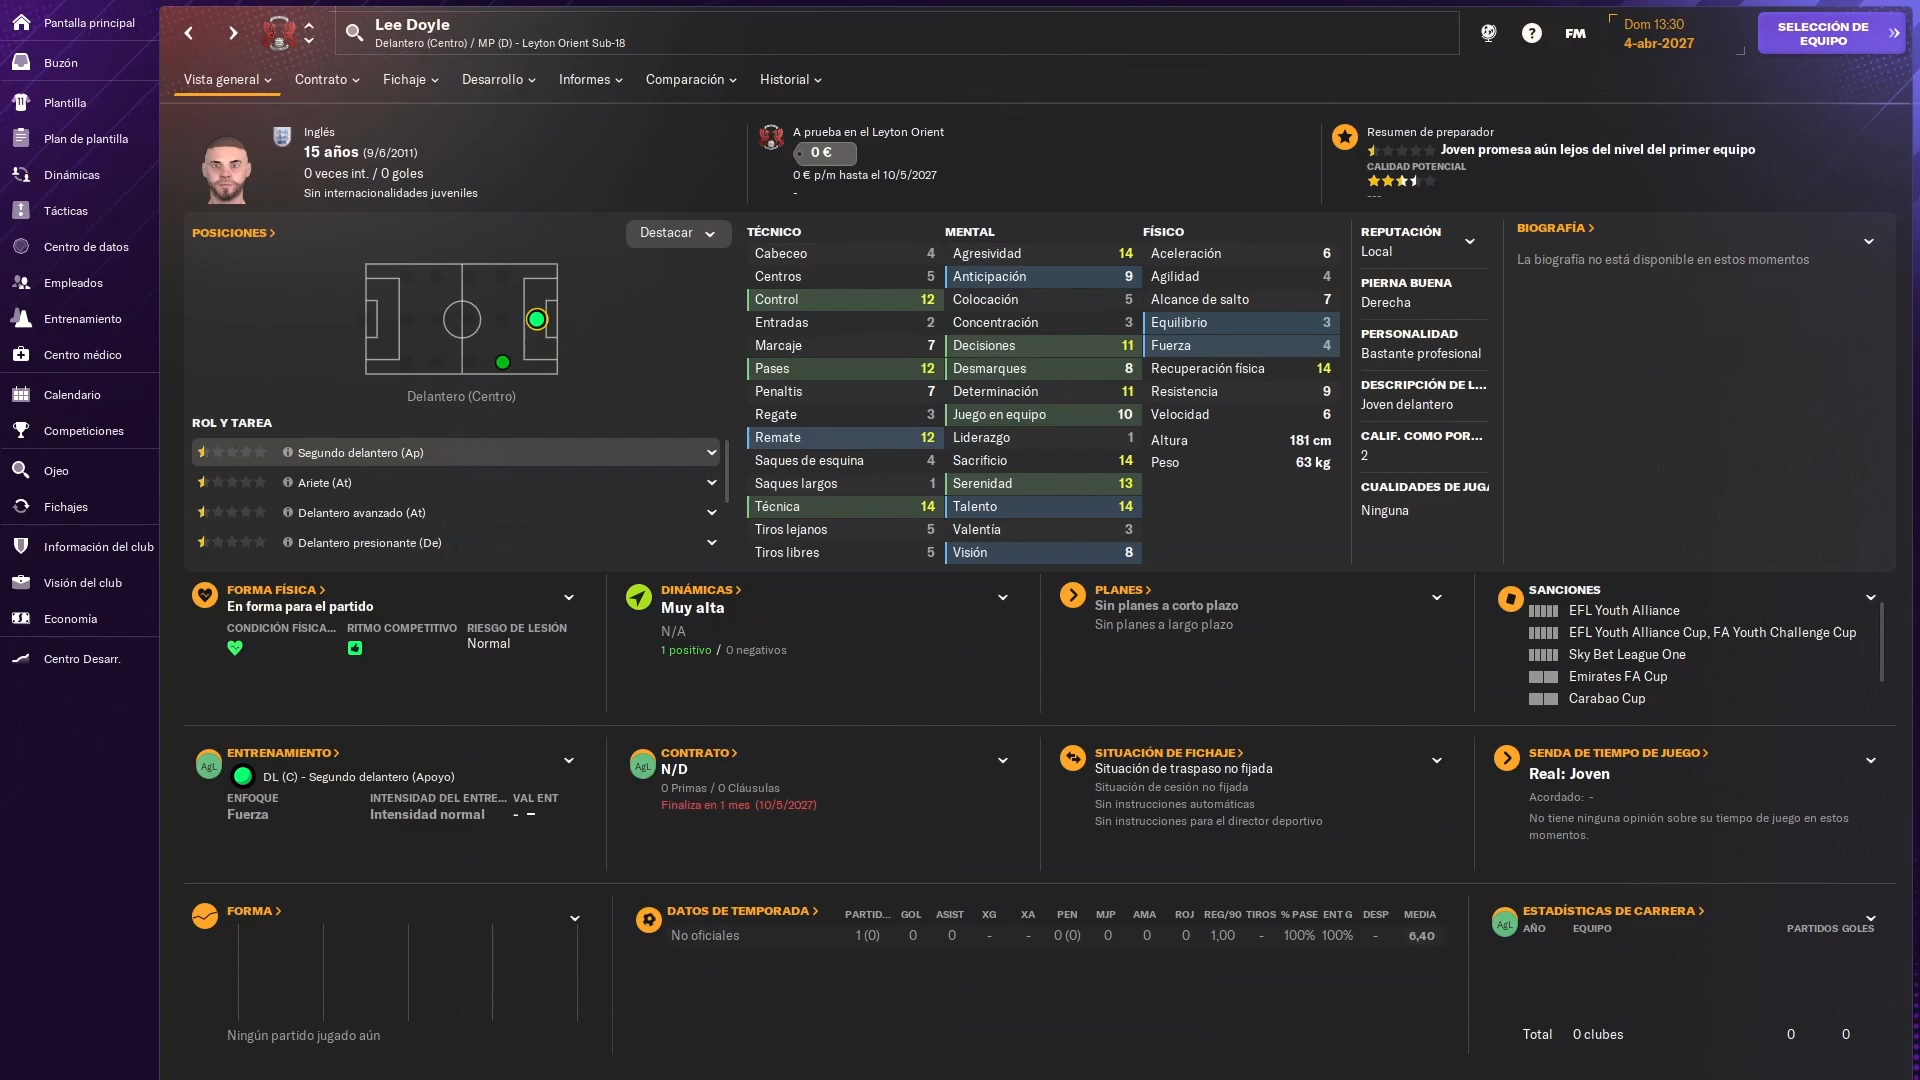 Pantalla principal
Buzón
Plantilla
Plan de plantilla
Dinámicas
Tácticas
Centro de datos
Empleados
Entrenamiento
Centro médico
Calendario
Competiciones
Ojeo
Fichajes
Información del club
Visión del club
Economía
Centro Desarr.
Lee Doyle
Delantero (Centro) / MP (D) - Leyton Orient Sub-18
FM
Dom 13:30
4-abr-2027
SELECCIÓN DE EQUIPO
Vista general
Contrato
Fichaje
Desarrollo
Informes
Comparación
Historial
Inglés
15 años (9/6/2011)
0 veces int. / 0 goles
Sin internacionalidades juveniles
A prueba en el Leyton Orient
0 €
0 € p/m hasta el 10/5/2027
-
Resumen de preparador
Joven promesa aún lejos del nivel del primer equipo
CALIDAD POTENCIAL
---
POSICIONES
Destacar
Delantero (Centro)
ROL Y TAREA
Segundo delantero (Ap)
Ariete (At)
Delantero avanzado (At)
Delantero presionante (De)
TÉCNICO
Cabeceo 4
Centros 5
Control 12
Entradas 2
Marcaje 7
Pases 12
Penaltis 7
Regate 3
Remate 12
Saques de esquina 4
Saques largos 1
Técnica 14
Tiros lejanos 5
Tiros libres 5
MENTAL
Agresividad 14
Anticipación 9
Colocación 5
Concentración 3
Decisiones 11
Desmarques 8
Determinación 11
Juego en equipo 10
Liderazgo 1
Sacrificio 14
Serenidad 13
Talento 14
Valentía 3
Visión 8
FÍSICO
Aceleración 6
Agilidad 4
Alcance de salto 7
Equilibrio 3
Fuerza 4
Recuperación física 14
Resistencia 9
Velocidad 6
Altura 181 cm
Peso 63 kg
REPUTACIÓN
Local
PIERNA BUENA
Derecha
PERSONALIDAD
Bastante profesional
DESCRIPCIÓN DE L...
Joven delantero
CALIF. COMO POR...
2
CUALIDADES DE JUGA
Ninguna
BIOGRAFÍA
La biografía no está disponible en estos momentos
FORMA FÍSICA
En forma para el partido
CONDICIÓN FÍSICA... RITMO COMPETITIVO RIESGO DE LESIÓN
Normal
DINÁMICAS
Muy alta
N/A
1 positivo / 0 negativos
PLANES
Sin planes a corto plazo
Sin planes a largo plazo
SANCIONES
EFL Youth Alliance
EFL Youth Alliance Cup, FA Youth Challenge Cup
Sky Bet League One
Emirates FA Cup
Carabao Cup
AgL
ENTRENAMIENTO
DL (C) - Segundo delantero (Apoyo)
ENFOQUE INTENSIDAD DEL ENTRE... VAL ENT
Fuerza Intensidad normal - –
AgL
CONTRATO
N/D
0 Primas / 0 Cláusulas
Finaliza en 1 mes (10/5/2027)
SITUACIÓN DE FICHAJE
Situación de traspaso no fijada
Situación de cesión no fijada
Sin instrucciones automáticas
Sin instrucciones para el director deportivo
SENDA DE TIEMPO DE JUEGO
Real: Joven
Acordado: -
No tiene ninguna opinión sobre su tiempo de juego en estos
momentos.
FORMA
Ningún partido jugado aún
DATOS DE TEMPORADA PARTID... GOL ASIST XG XA PEN MJP AMA ROJ REG/90 TIROS % PASE ENT G DESP MEDIA
No oficiales 1 (0) 0 0 - - 0 (0) 0 0 0 1,00 - 100% 100% - 6,40
AgL
ESTADÍSTICAS DE CARRERA
AÑO EQUIPO PARTIDOS GOLES
Total 0 clubes 0 0